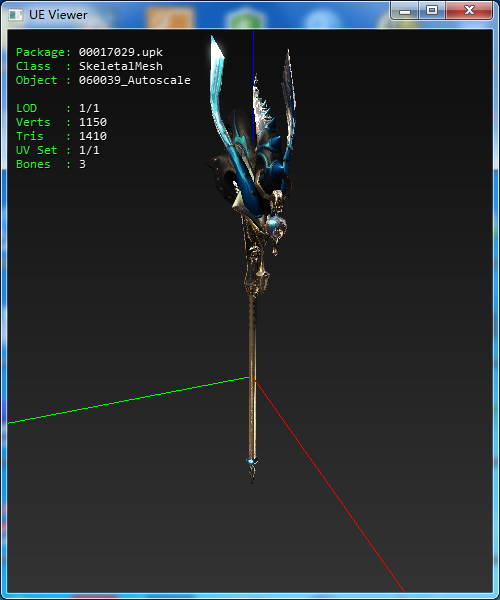 UE Viewer
Package: 00017029.upk
Class : SkeletalMesh
Object : 060039_Autoscale
LOD : 1/1
Verts : 1150
Tris : 1410
UV Set : 1/1
Bones : 3